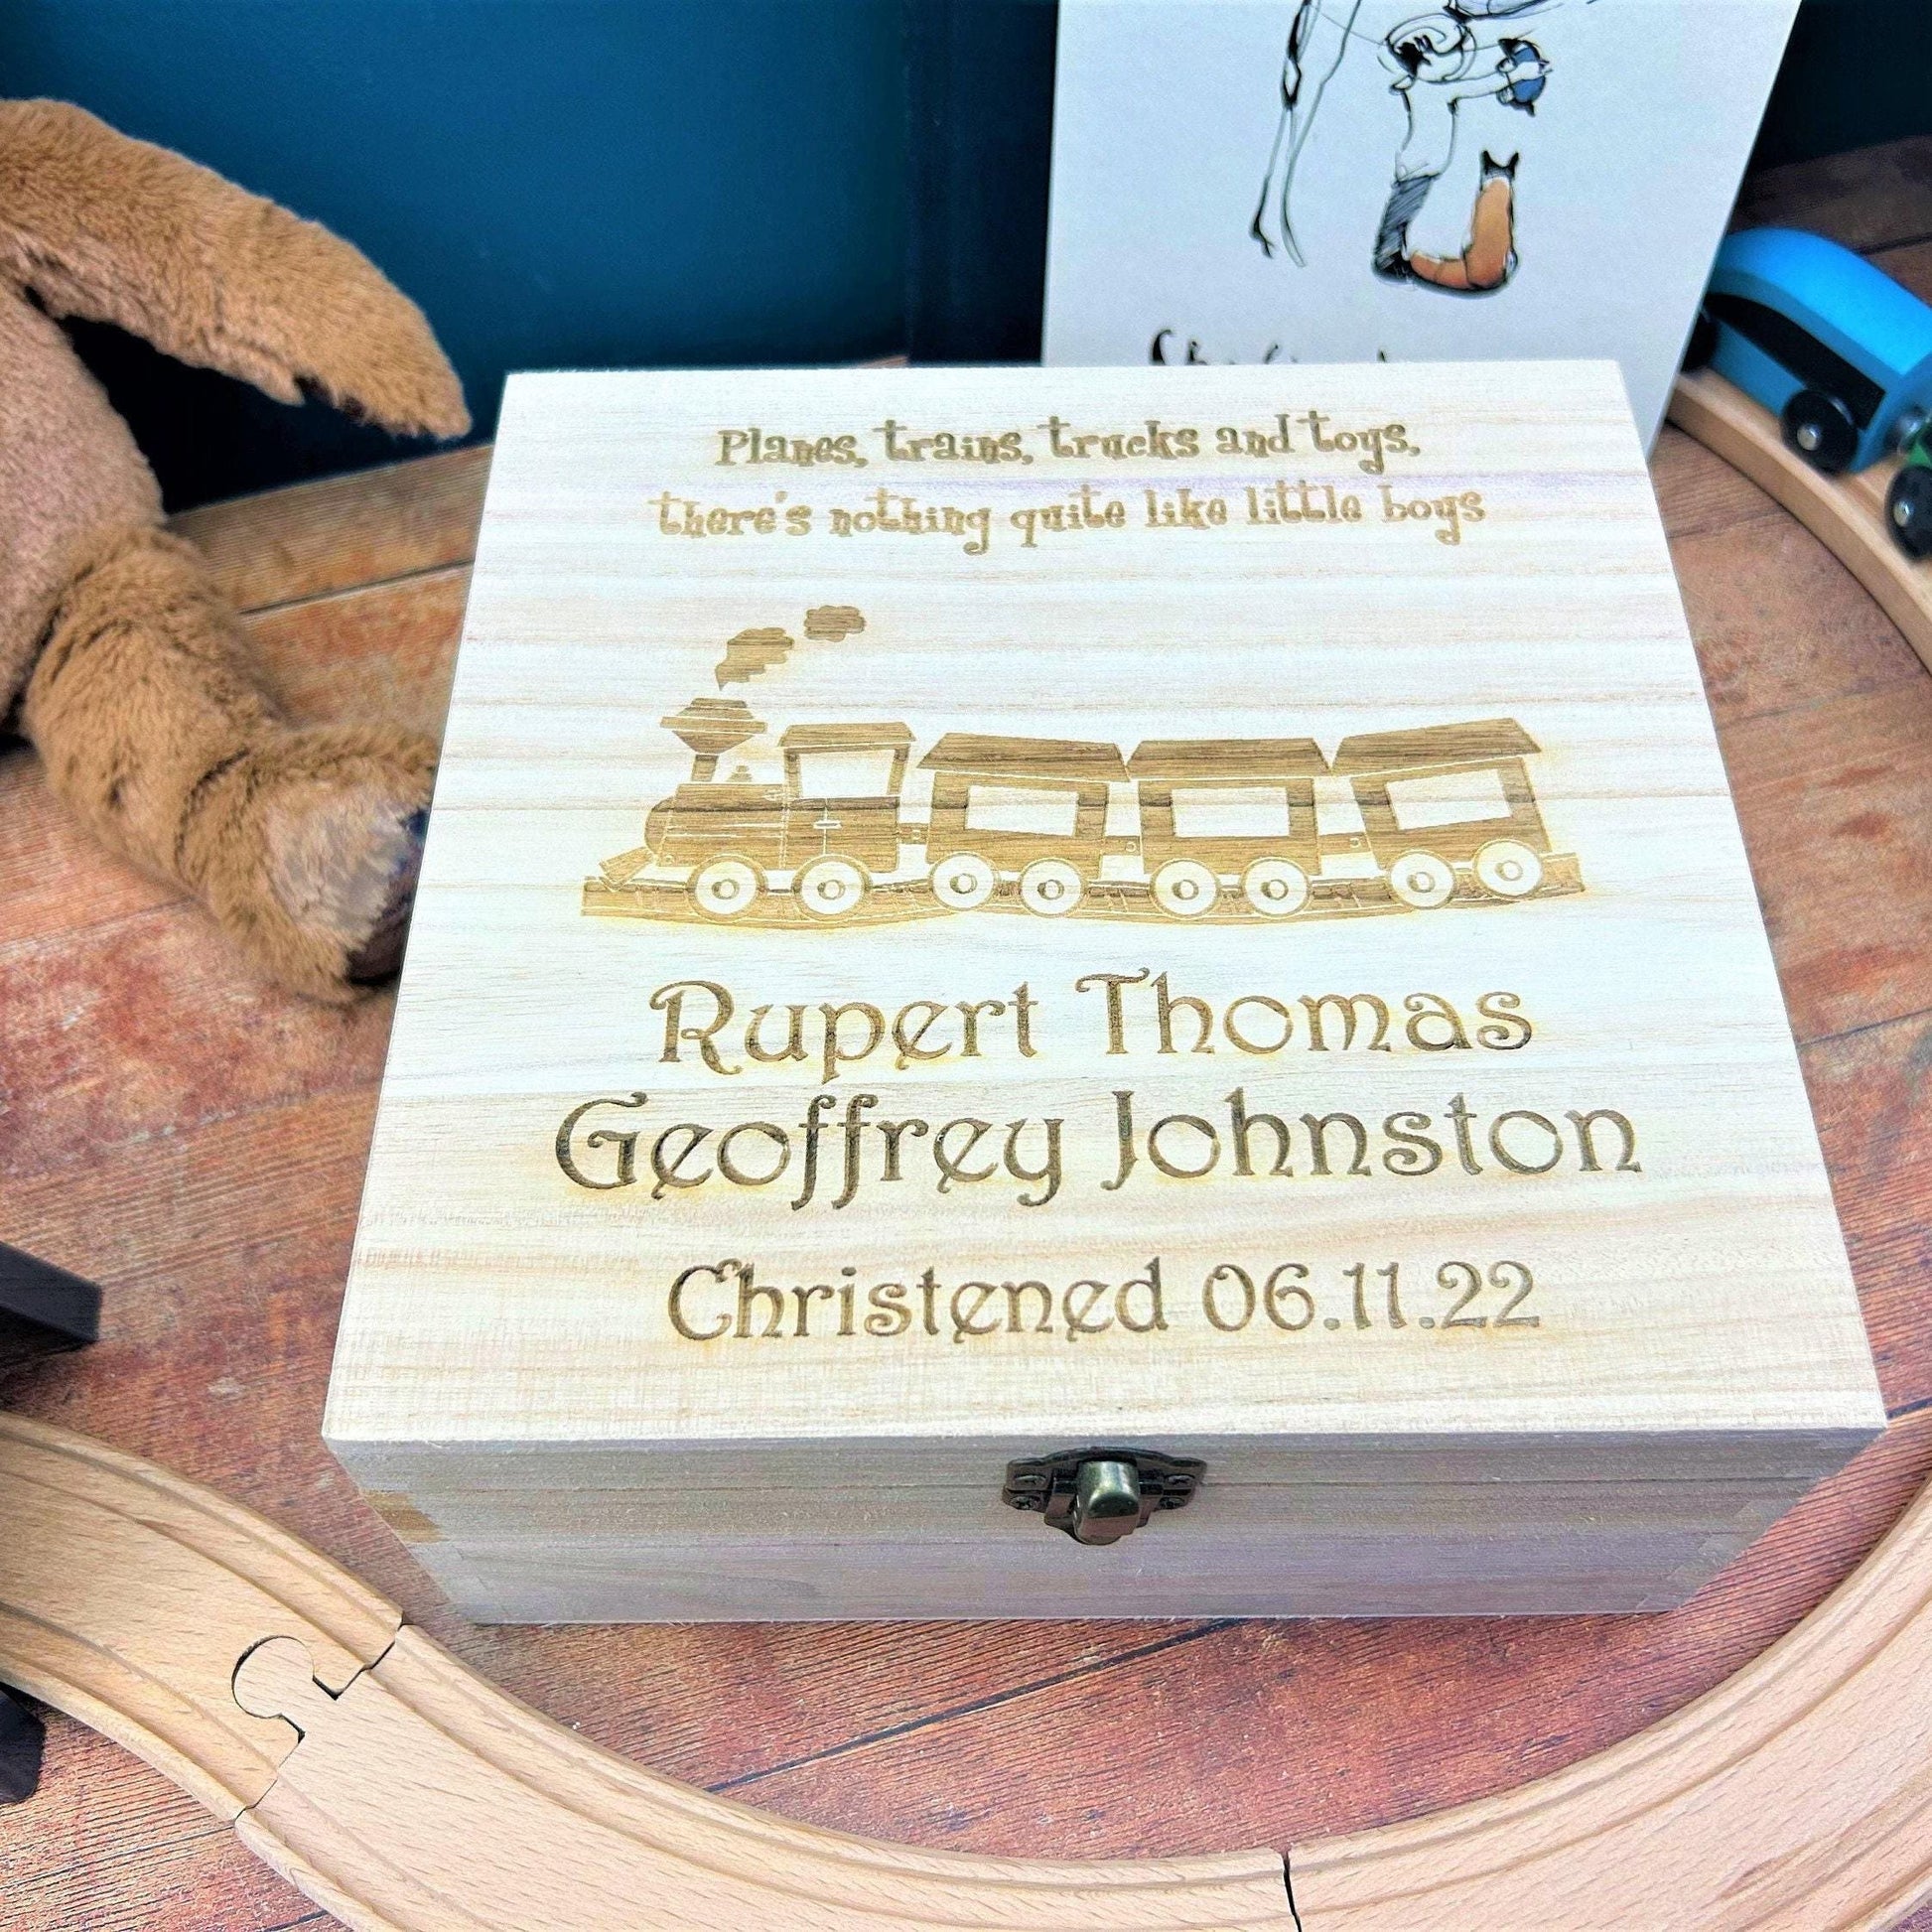 Planes, trains, trucks and toys,
there's nothing quite like little boys
Rupert Thomas
Geoffrey Johnston
Christened 06.11.22